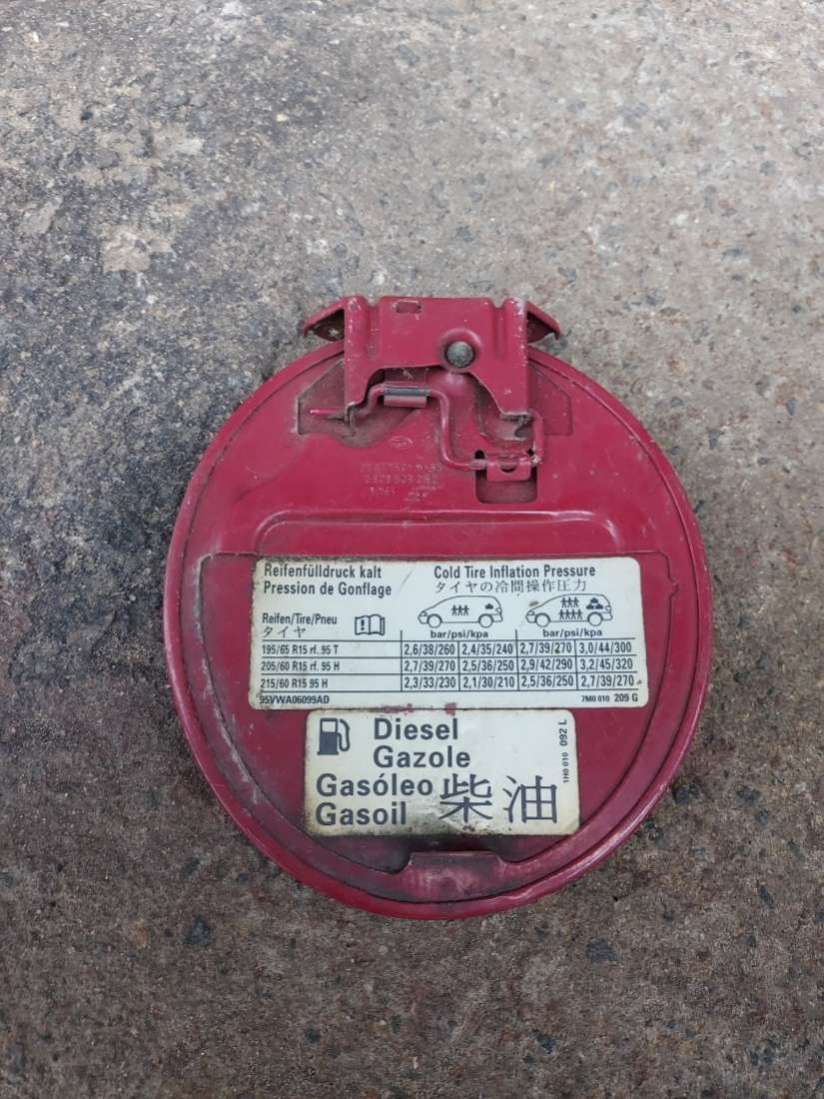 Reifenfülldruck kalt Cold Tire Inflation Pressure
Pression de Gonflage タイヤの冷間操作圧力
Reifen/Tire/Pneu
タイヤ
bar/psi/kpa bar/psi/kpa
195/65 R15 rf. 95 T 2,6/38/260 2,4/35/240 2,7/39/270 3,0/44/300
205/60 R15 rf. 95 H 2,7/39/270 2,5/36/250 2,9/42/290 3,2/45/320
215/60 R15 95 H 2,3/33/230 2,1/30/210 2,5/36/250 2,7/39/270
95VWA06099AD 7M0 010 209 G
Diesel
Gazole
Gasóleo
Gasoil
柴油
1H0 010 092 L